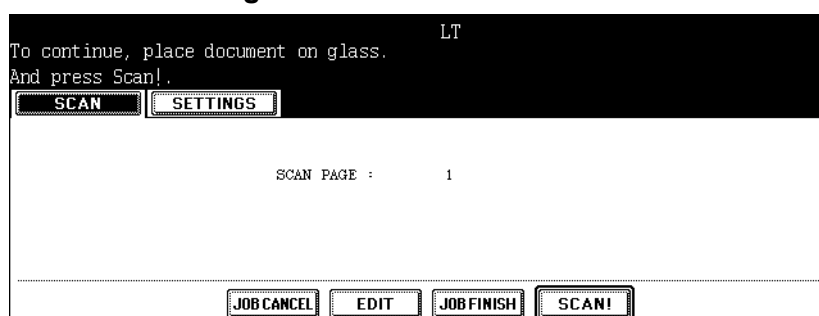 LT
To continue, place document on glass.
And press Scan!.
SCAN SETTINGS
SCAN PAGE : 1
JOB CANCEL EDIT JOB FINISH SCAN!